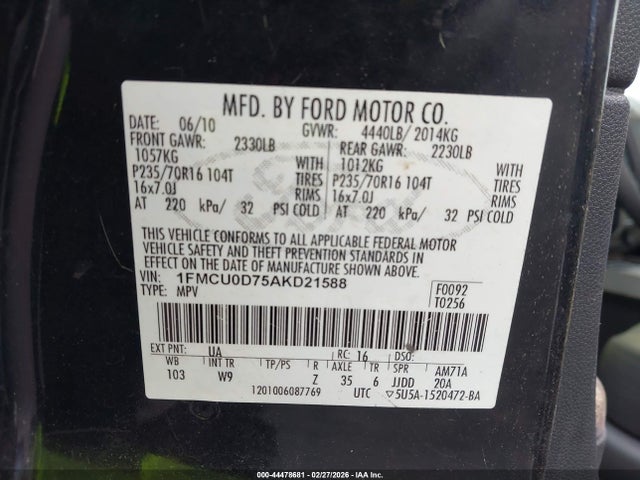 MFD. BY FORD MOTOR CO.
DATE: 06/10 GVWR: 4440LB/ 2014KG
FRONT GAWR: 2330LB REAR GAWR: 2230LB
1057KG WITH 1012KG WITH
P235/70R16 104T TIRES P235/70R16 104T TIRES
16x7.0J RIMS 16x7.0J RIMS
AT 220 kPa/ 32 PSI COLD AT 220 kPa/ 32 PSI COLD
THIS VEHICLE CONFORMS TO ALL APPLICABLE FEDERAL MOTOR
VEHICLE SAFETY AND THEFT PREVENTION STANDARDS IN
EFFECT ON THE DATE OF MANUFACTURE SHOWN ABOVE.
VIN: 1FMCU0D75AKD21588 F0092
TYPE: MPV T0256
EXT PNT: UA RC: 16 DSO:
WB INT TR TP/PS R AXLE TR SPR AM71A
103 W9 Z 35 6 JJDD 20A
1201006087769 UTC ▽5U5A-1520472-BA
000-44478681 - 02/27/2026 - IAA Inc.